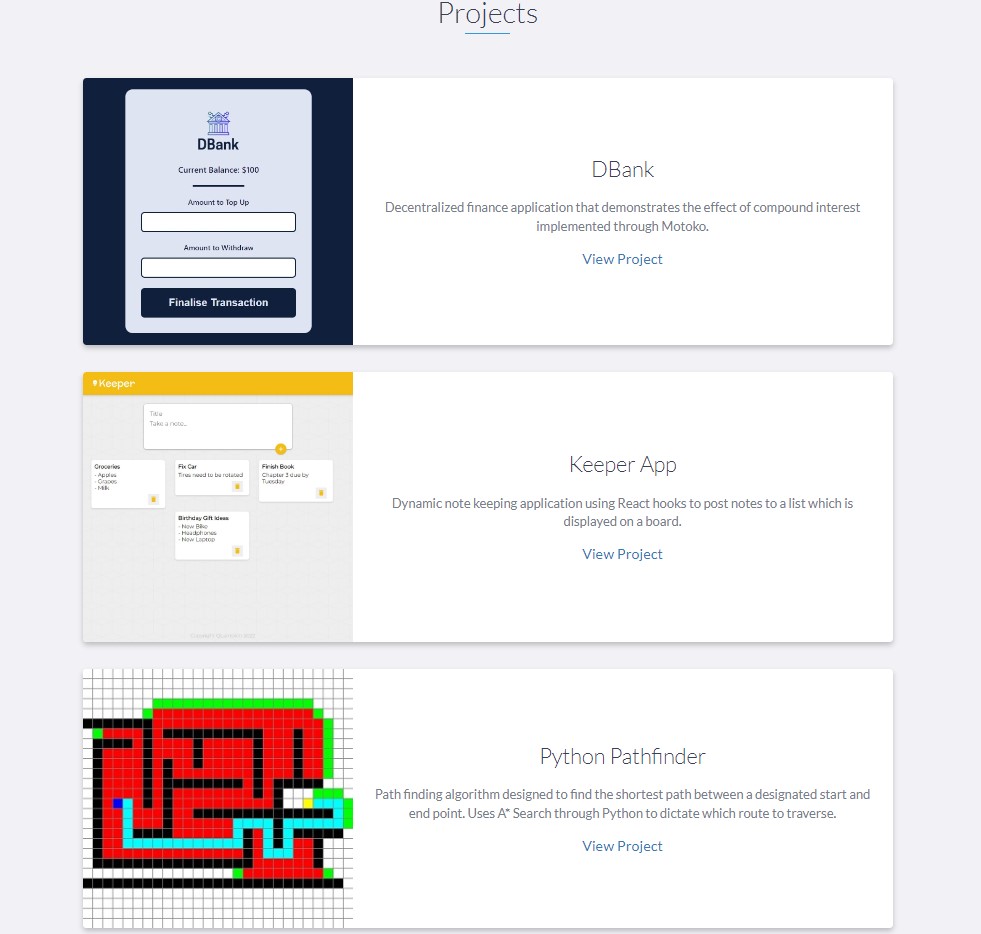 Projects
DBank
Current Balance: $100
Amount to Top Up
Amount to Withdraw
Finalise Transaction
DBank
Decentralized finance application that demonstrates the effect of compound interest
implemented through Motoko.
View Project
Keeper
Title
Take a note...
Groceries
- Apples
- Grapes
- Milk
Fix Car
Tires need to be rotated
Finish Book
Chapter 3 due by
Tuesday
Birthday Gift Ideas
- New Bike
- Headphones
- New Laptop
Keeper App
Dynamic note keeping application using React hooks to post notes to a list which is
displayed on a board.
View Project
Python Pathfinder
Path finding algorithm designed to find the shortest path between a designated start and
end point. Uses A* Search through Python to dictate which route to traverse.
View Project